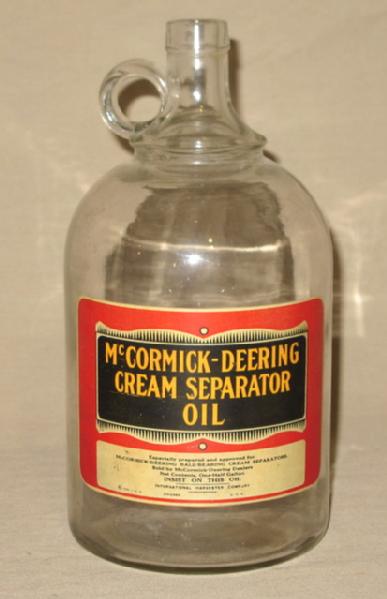 McCORMICK-DEERING
CREAM SEPARATOR
OIL
Especially prepared and approved for
McCORMICK-DEERING BALL-BEARING CREAM SEPARATORS
Sold by McCormick-Deering Dealers
Net Contents, One-Half Gallon
INSIST ON THIS OIL
INTERNATIONAL HARVESTER COMPANY